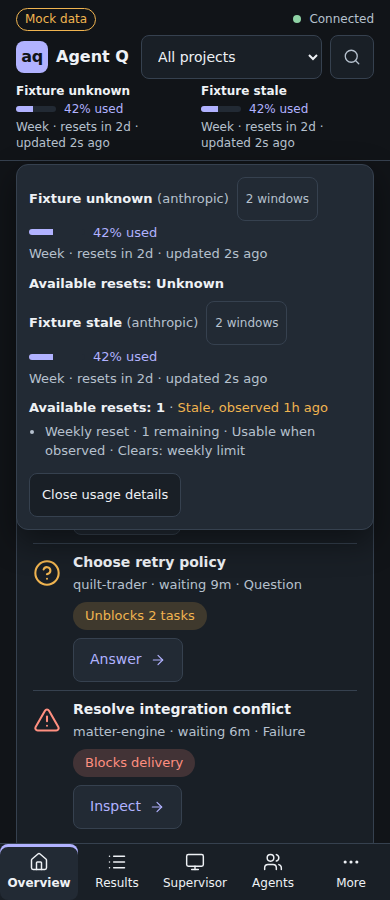 Mock data
Connected
aq Agent Q All projects
Fixture unknown
42% used
Week · resets in 2d ·
updated 2s ago
Fixture stale
42% used
Week · resets in 2d ·
updated 2s ago
Fixture unknown (anthropic) 2 windows
42% used
Week · resets in 2d · updated 2s ago
Available resets: Unknown
Fixture stale (anthropic) 2 windows
42% used
Week · resets in 2d · updated 2s ago
Available resets: 1 · Stale, observed 1h ago
• Weekly reset · 1 remaining · Usable when
observed · Clears: weekly limit
Close usage details
Choose retry policy
quilt-trader · waiting 9m · Question
Unblocks 2 tasks
Answer
Resolve integration conflict
matter-engine · waiting 6m · Failure
Blocks delivery
Inspect
Overview Results Supervisor Agents More